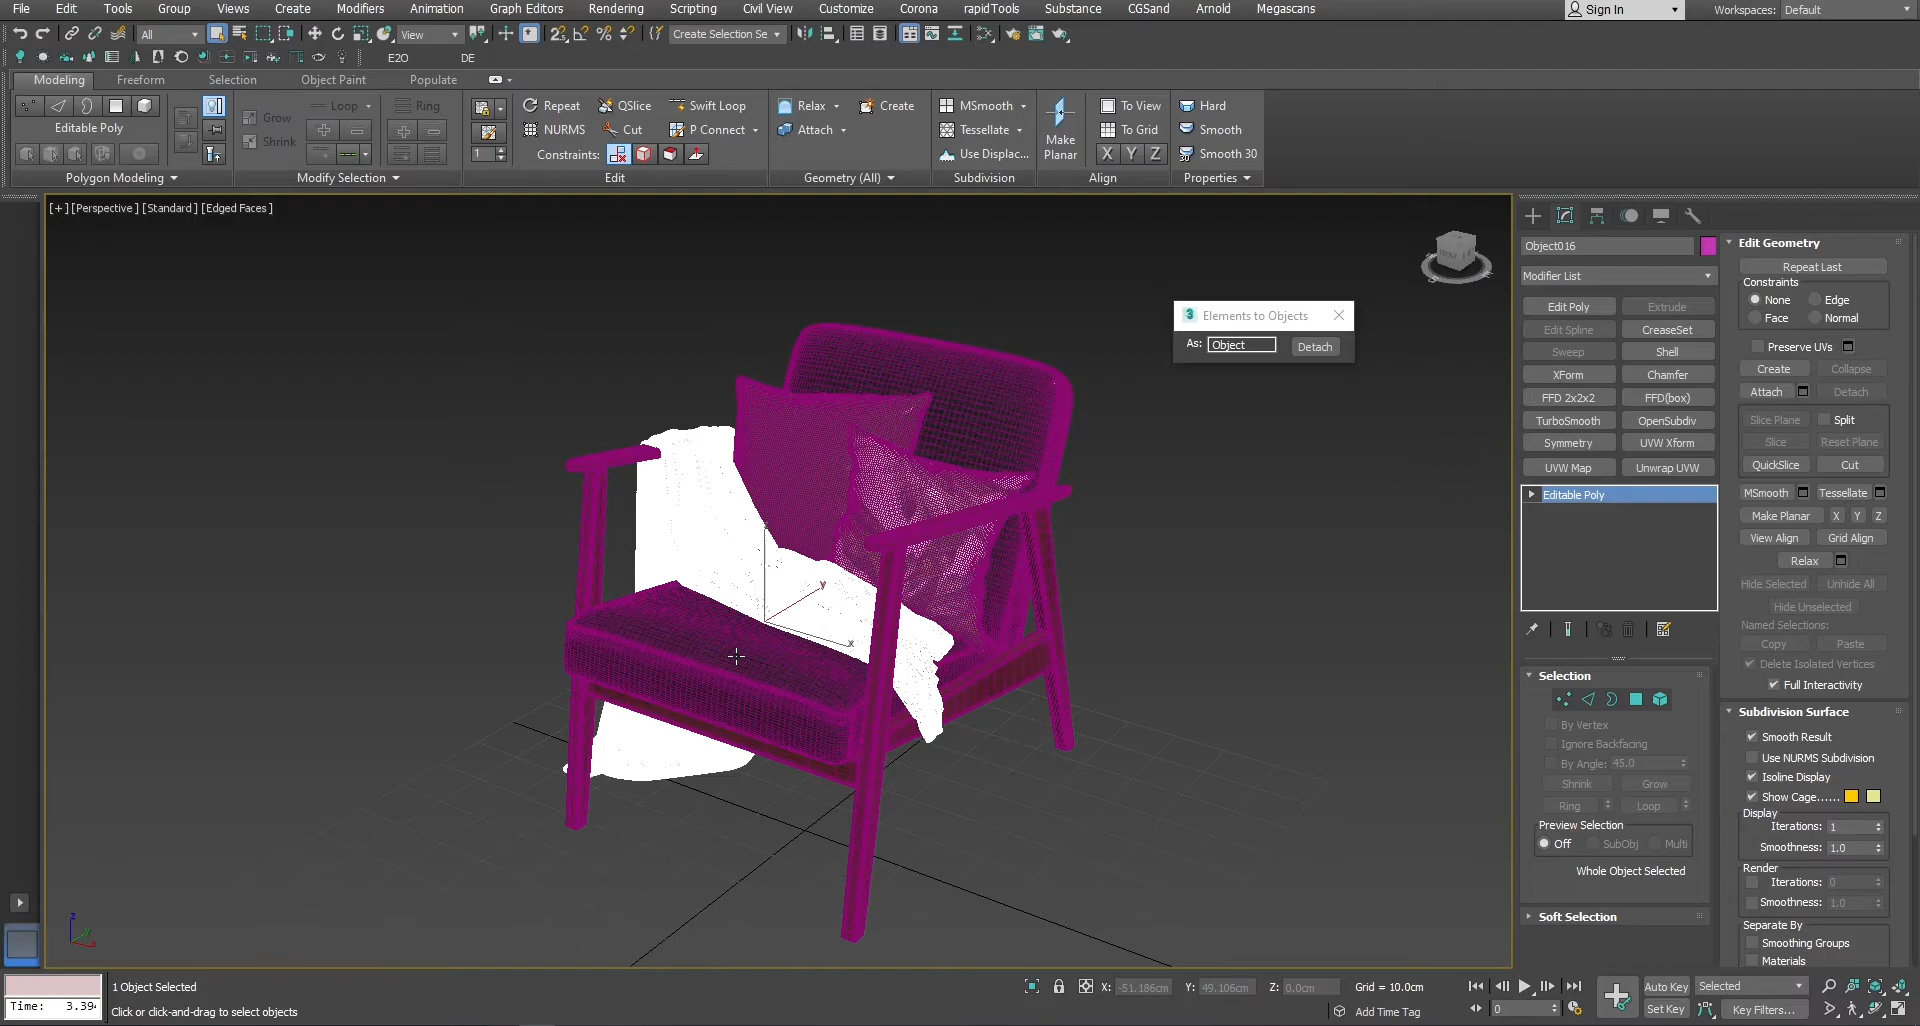 File Edit Tools Group Views Create Modifiers Animation Graph Editors Rendering Scripting Civil View Customize Corona rapidTools Substance CGSand Arnold Megascans Sign In Workspaces: Default
All View Create Selection Se
E2O DE
Modeling Freeform Selection Object Paint Populate
Loop Ring Repeat QSlice Swift Loop Relax Create MSmooth To View Hard
Grow NURMS Cut P Connect Attach Tessellate To Grid Smooth
Editable Poly
Shrink 1 Constraints: Use Displac... Make Planar X Y Z Smooth 30
Polygon Modeling Modify Selection Edit Geometry (All) Subdivision Align Properties
[+] [Perspective ] [Standard ] [Edged Faces ]
Elements to Objects
As: Object Detach
y
x
z
y
x
Object016
Modifier List
Edit Poly Extrude
Edit Spline CreaseSet
Sweep Shell
XForm Chamfer
FFD 2x2x2 FFD(box)
TurboSmooth OpenSubdiv
Symmetry UVW Xform
UVW Map Unwrap UVW
Editable Poly
Selection
By Vertex
Ignore Backfacing
By Angle: 45.0
Shrink Grow
Ring Loop
Preview Selection
Off SubObj Multi
Whole Object Selected
Soft Selection
Edit Geometry
Repeat Last
Constraints
None Edge
Face Normal
Preserve UVs
Create Collapse
Attach Detach
Slice Plane Split
Slice Reset Plane
QuickSlice Cut
MSmooth Tessellate
Make Planar X Y Z
View Align Grid Align
Relax
Hide Selected Unhide All
Hide Unselected
Named Selections:
Copy Paste
Delete Isolated Vertices
Full Interactivity
Subdivision Surface
Smooth Result
Use NURMS Subdivision
Isoline Display
Show Cage......
Display
Iterations: 1
Smoothness: 1.0
Render
Iterations: 0
Smoothness: 1.0
Separate By
Smoothing Groups
Materials
1 Object Selected X: -51.186cm Y: 49.106cm Z: 0.0cm Grid = 10.0cm Auto Key Selected
Time: 3.394 Click or click-and-drag to select objects Add Time Tag 0 Set Key Key Filters...